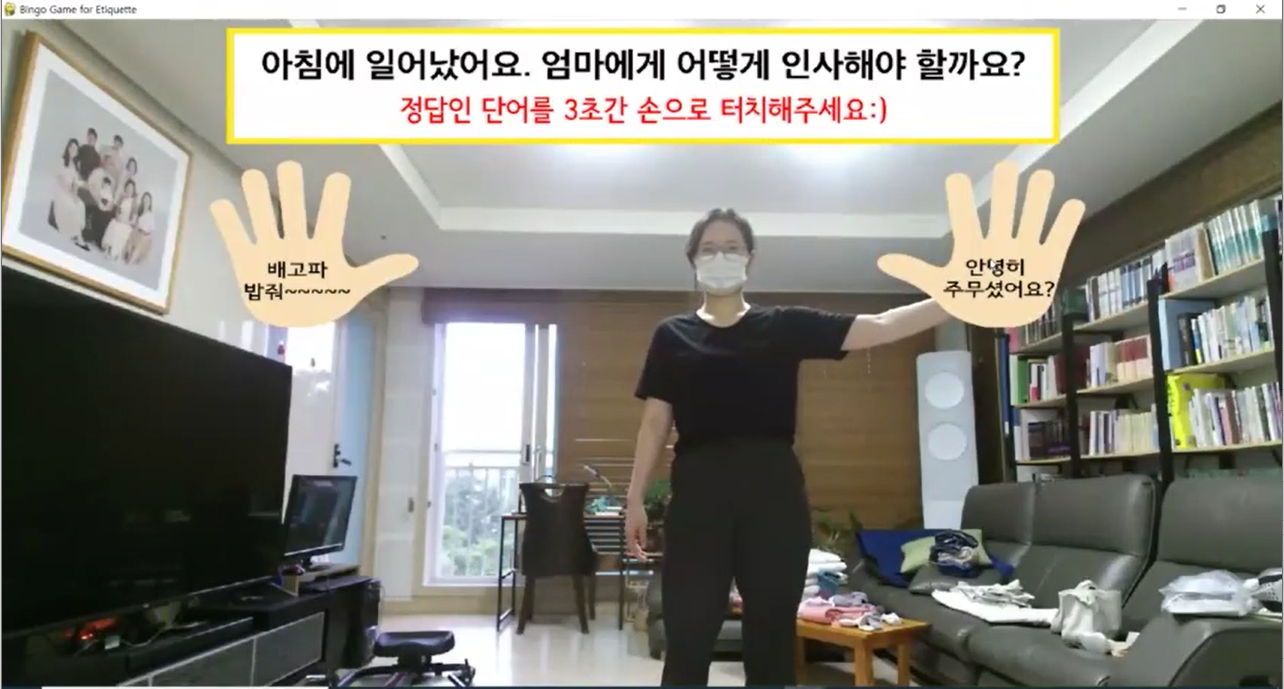 Bingo Game for Etiquette
아침에 일어났어요. 엄마에게 어떻게 인사해야 할까요?
정답인 단어를 3초간 손으로 터치해주세요:)
배고파
밥줘~~~~~
안녕히
주무셨어요?